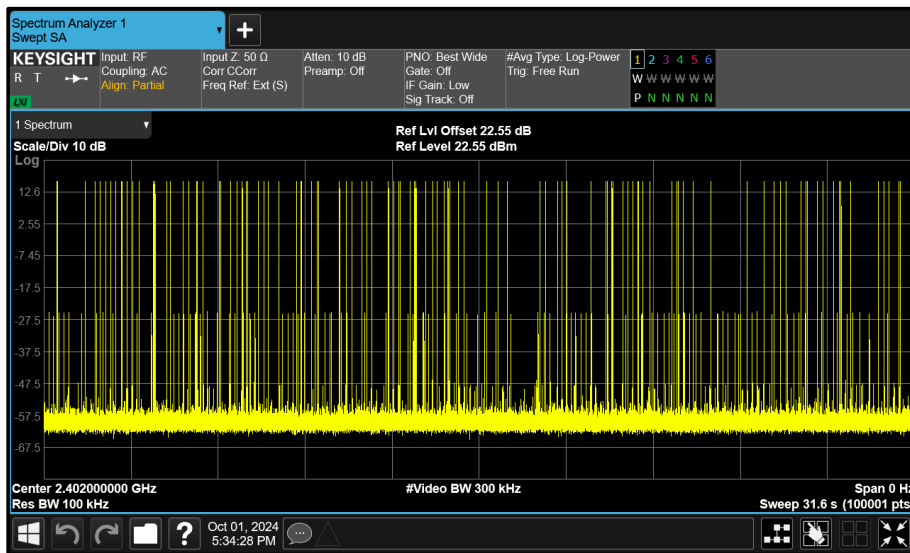 Spectrum Analyzer 1
Swept SA
KEYSIGHT
R T
LXI
Input: RF
Coupling: AC
Align: Partial
Input Z: 50 Ω
Corr CCorr
Freq Ref: Ext (S)
Atten: 10 dB
Preamp: Off
PNO: Best Wide
Gate: Off
IF Gain: Low
Sig Track: Off
#Avg Type: Log-Power
Trig: Free Run
1 2 3 4 5 6
W W W W W W
P N N N N N
1 Spectrum
Scale/Div 10 dB
Ref Lvl Offset 22.55 dB
Ref Level 22.55 dBm
Log
12.6
2.55
-7.45
-17.5
-27.5
-37.5
-47.5
-57.5
-67.5
Center 2.402000000 GHz
#Video BW 300 kHz
Span 0 Hz
Res BW 100 kHz
Sweep 31.6 s (100001 pts
?
Oct 01, 2024
5:34:28 PM